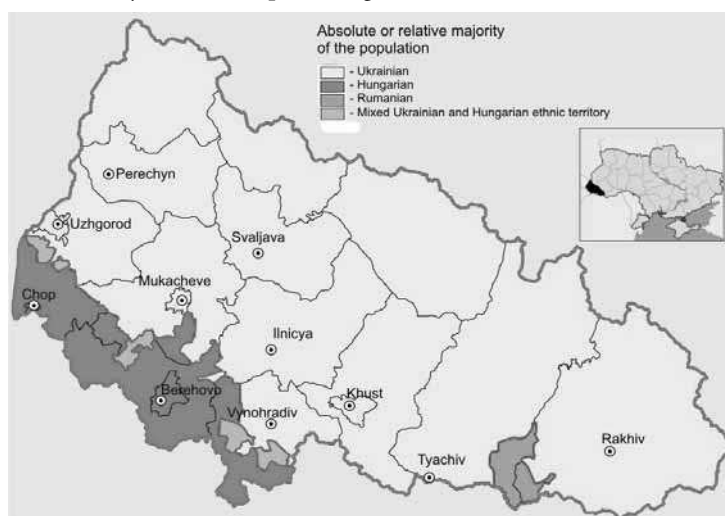 Absolute or relative majority
of the population
- Ukrainian
- Hungarian
- Rumanian
- Mixed Ukrainian and Hungarian ethnic territory
Perechyn
Uzhgorod
Svaljava
Mukacheve
Chop
Ilnicya
Berehovo
Khust
Vynohradiv
Rakhiv
Tyachiv